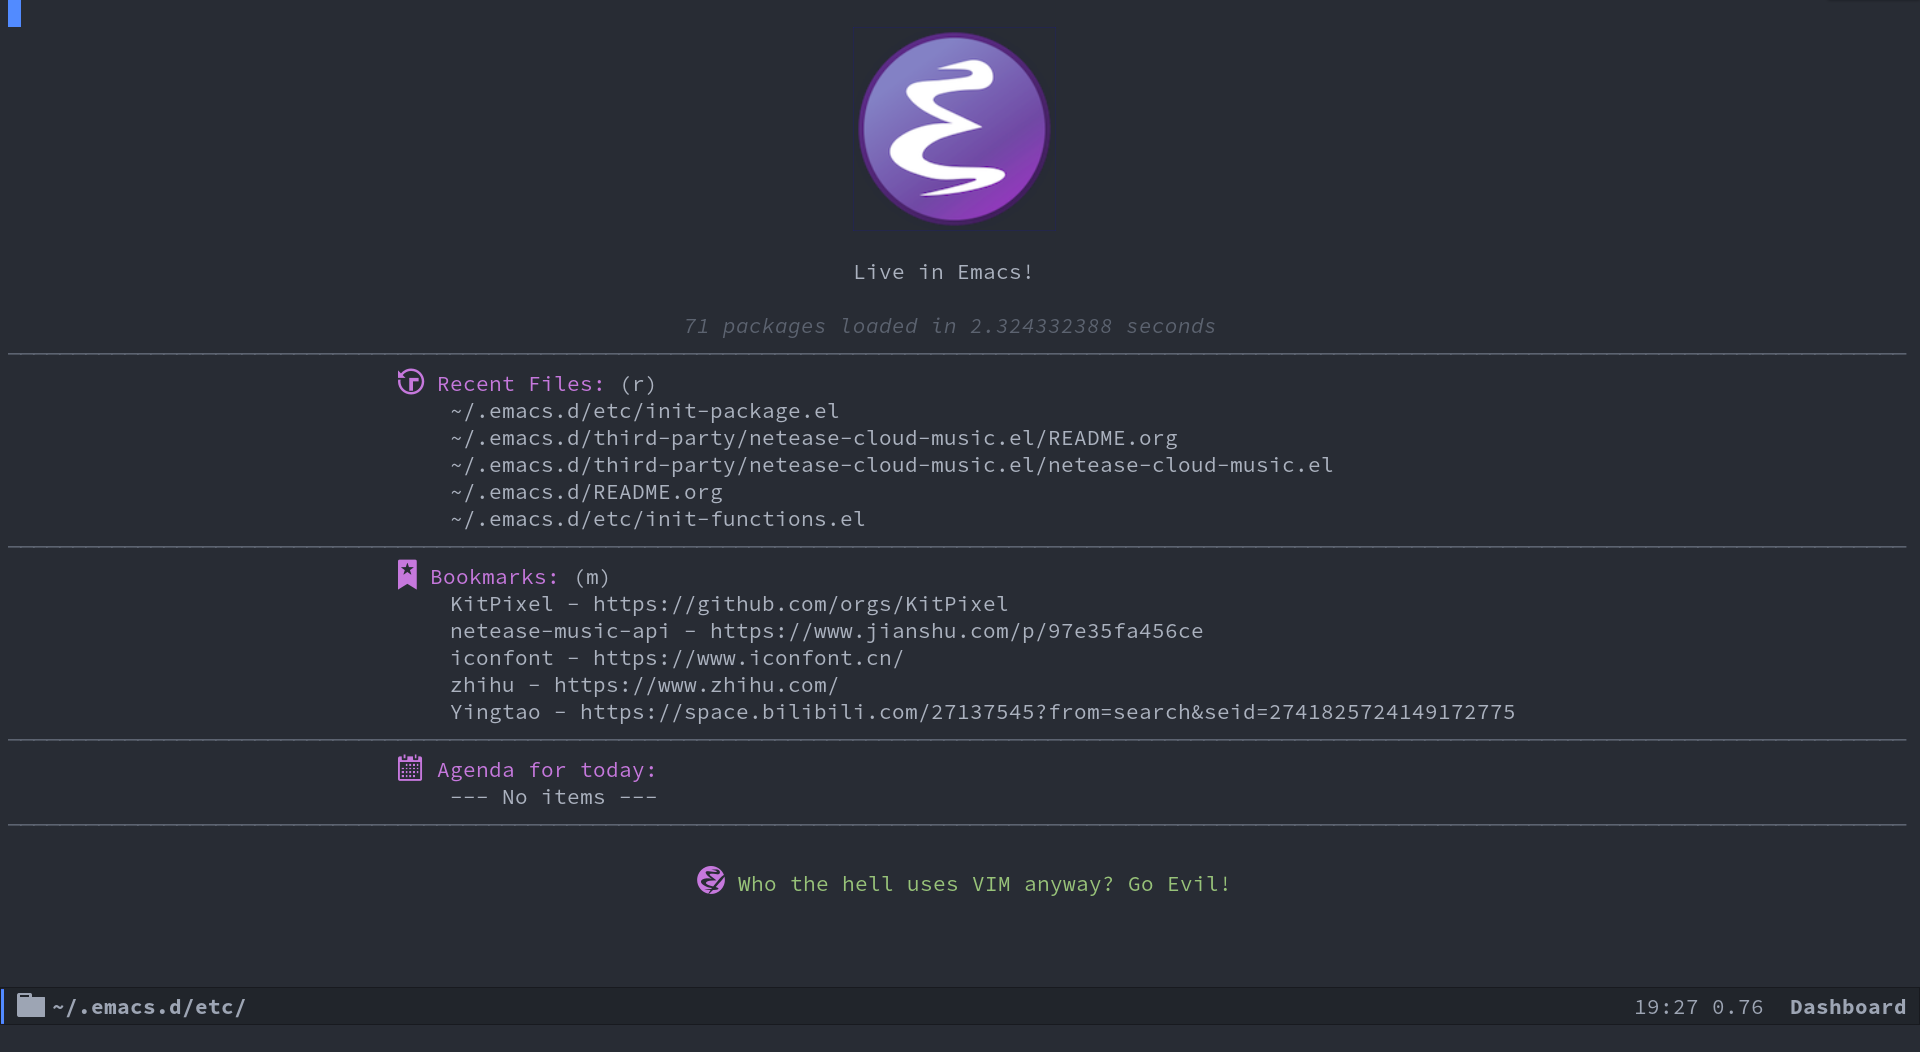 Live in Emacs!
71 packages loaded in 2.324332388 seconds
Recent Files: (r)
~/.emacs.d/etc/init-package.el
~/.emacs.d/third-party/netease-cloud-music.el/README.org
~/.emacs.d/third-party/netease-cloud-music.el/netease-cloud-music.el
~/.emacs.d/README.org
~/.emacs.d/etc/init-functions.el
Bookmarks: (m)
KitPixel - https://github.com/orgs/KitPixel
netease-music-api - https://www.jianshu.com/p/97e35fa456ce
iconfont - https://www.iconfont.cn/
zhihu - https://www.zhihu.com/
Yingtao - https://space.bilibili.com/27137545?from=search&seid=2741825724149172775
Agenda for today:
--- No items ---
Who the hell uses VIM anyway? Go Evil!
~/.emacs.d/etc/ 19:27 0.76 Dashboard